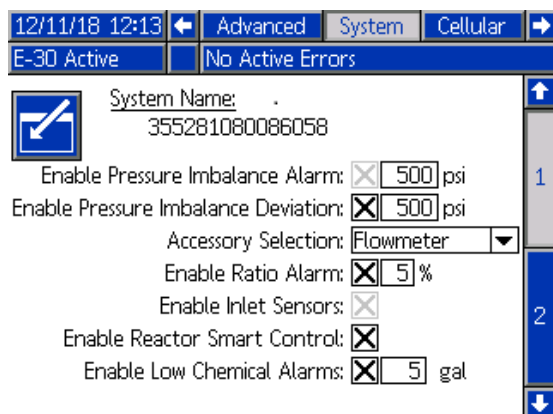 12/11/18 12:13 Advanced System Cellular
E-30 Active No Active Errors
System Name:
355281080086058
Enable Pressure Imbalance Alarm: 500 psi
1
Enable Pressure Imbalance Deviation: 500 psi
Accessory Selection: Flowmeter
Enable Ratio Alarm: 5 %
Enable Inlet Sensors:
2
Enable Reactor Smart Control:
Enable Low Chemical Alarms: 5 gal